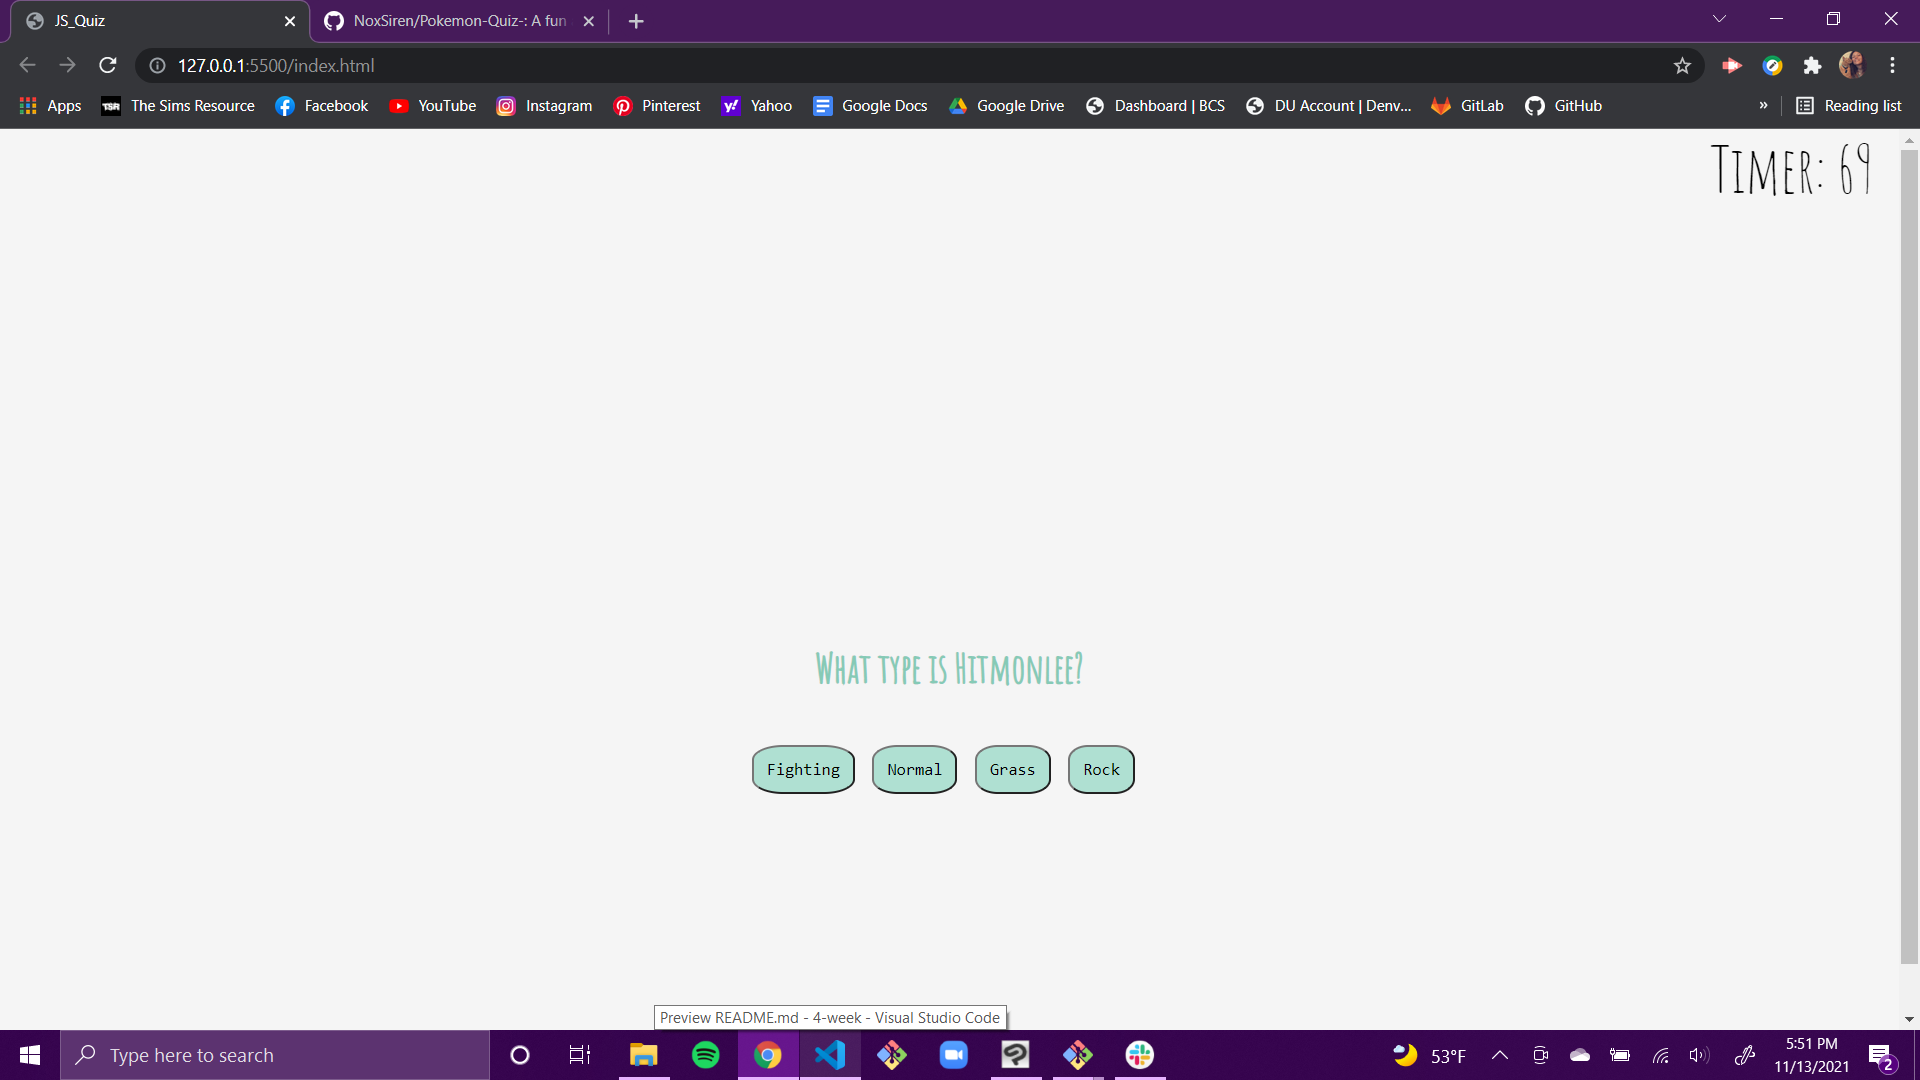 JS_Quiz
NoxSiren/Pokemon-Quiz-: A fun
127.0.0.1:5500/index.html
Apps
TSR
The Sims Resource
Facebook
YouTube
Instagram
Pinterest
Yahoo
Google Docs
Google Drive
Dashboard | BCS
DU Account | Denv...
GitLab
GitHub
»
Reading list
Timer: 69
What type is Hitmonlee?
Fighting
Normal
Grass
Rock
Preview README.md - 4-week - Visual Studio Code
Type here to search
53°F
5:51 PM
11/13/2021
2